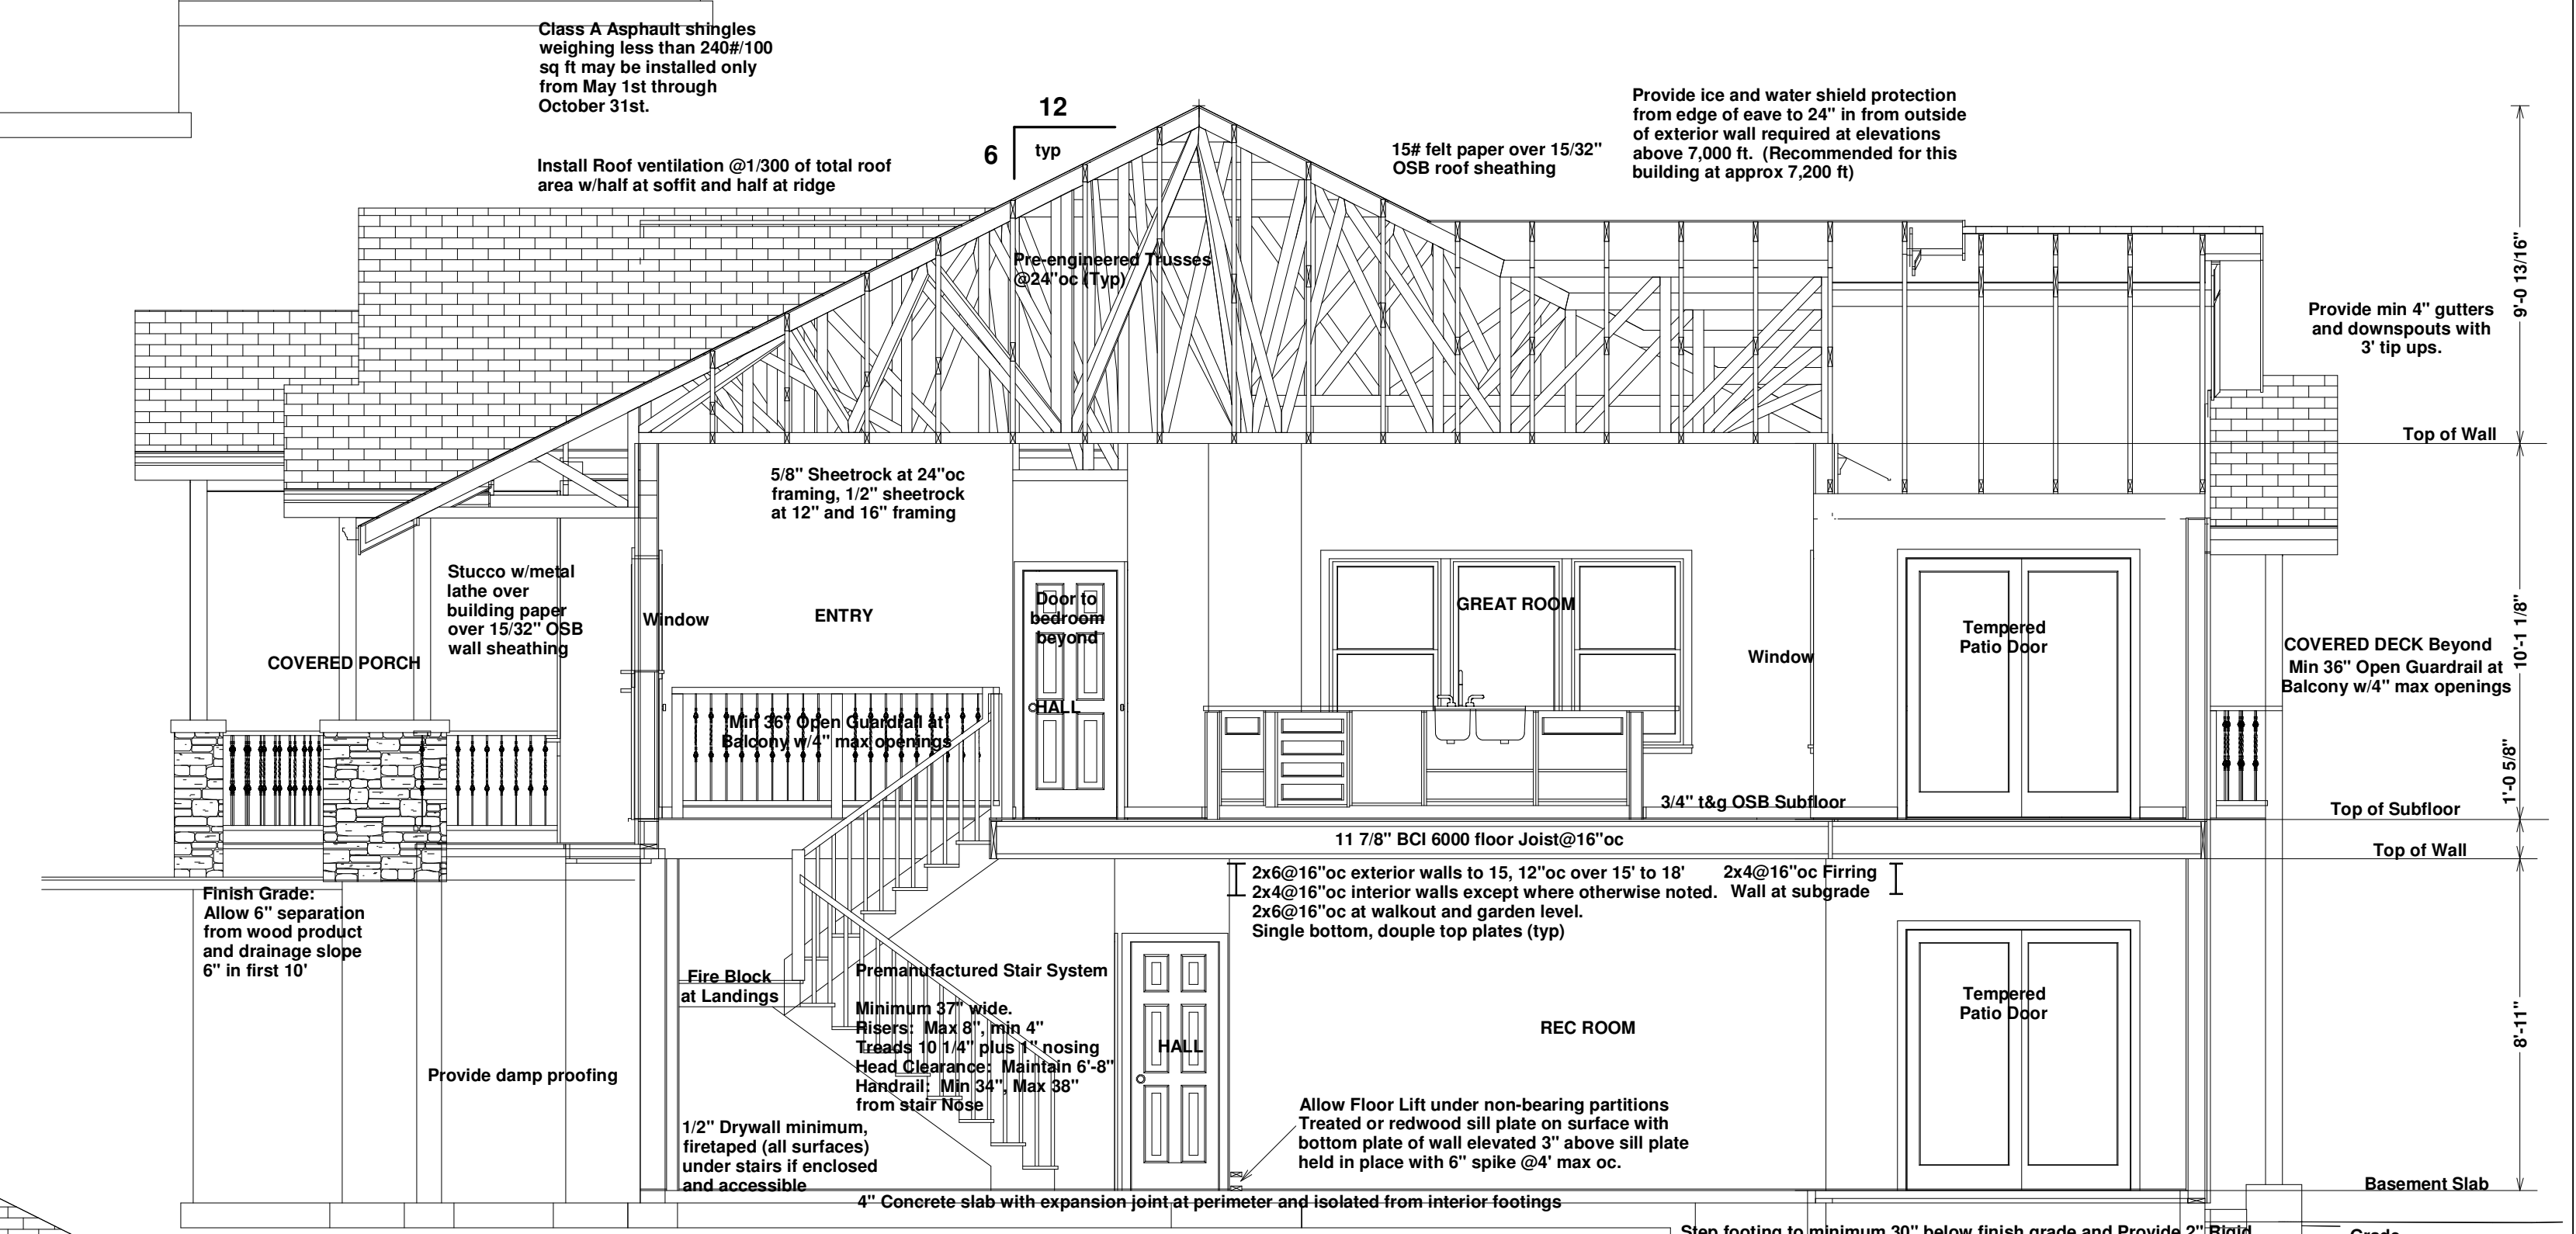 Class A Asphault shingles
weighing less than 240#/100
sq ft may be installed only
from May 1st through
October 31st.
Install Roof ventilation @1/300 of total roof
area w/half at soffit and half at ridge
12
6
typ
Pre-engineered Trusses
@24"oc (Typ)
15# felt paper over 15/32"
OSB roof sheathing
Provide ice and water shield protection
from edge of eave to 24" in from outside
of exterior wall required at elevations
above 7,000 ft. (Recommended for this
building at approx 7,200 ft)
9'-0 13/16"
Provide min 4" gutters
and downspouts with
3' tip ups.
Top of Wall
5/8" Sheetrock at 24"oc
framing, 1/2" sheetrock
at 12" and 16" framing
Stucco w/metal
lathe over
building paper
over 15/32" OSB
wall sheathing
COVERED PORCH
Window
ENTRY
Door to
bedroom
beyond
HALL
Min 36" Open Guardrail at
Balcony w/4" max openings
GREAT ROOM
Window
Tempered
Patio Door
COVERED DECK Beyond
Min 36" Open Guardrail at
Balcony w/4" max openings
10'-1 1/8"
1'-0 5/8"
3/4" t&g OSB Subfloor
Top of Subfloor
11 7/8" BCI 6000 floor Joist@16"oc
Top of Wall
2x6@16"oc exterior walls to 15, 12"oc over 15' to 18'
2x4@16"oc interior walls except where otherwise noted.
2x6@16"oc at walkout and garden level.
Single bottom, douple top plates (typ)
2x4@16"oc Firring
Wall at subgrade
Finish Grade:
Allow 6" separation
from wood product
and drainage slope
6" in first 10'
Fire Block
at Landings
Premanufactured Stair System
Minimum 37" wide.
Risers: Max 8", min 4"
Treads 10 1/4" plus 1" nosing
Head Clearance: Maintain 6'-8"
Handrail: Min 34", Max 38"
from stair Nose
HALL
REC ROOM
Tempered
Patio Door
8'-11"
Provide damp proofing
1/2" Drywall minimum,
firetaped (all surfaces)
under stairs if enclosed
and accessible
Allow Floor Lift under non-bearing partitions
Treated or redwood sill plate on surface with
bottom plate of wall elevated 3" above sill plate
held in place with 6" spike @4' max oc.
Basement Slab
4" Concrete slab with expansion joint at perimeter and isolated from interior footings
Step footing to minimum 30" below finish grade and Provide 2" Rigid
Grade